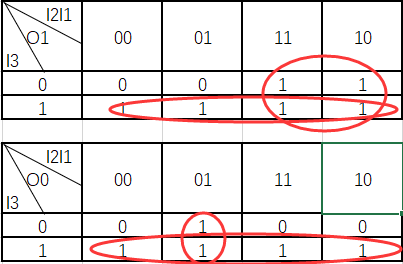 I2I1
O1 00 01 11 10
I3
0 0 0 1 1
1 1 1 1 1
I2I1
O0 00 01 11 10
I3
0 0 1 0 0
1 1 1 1 1